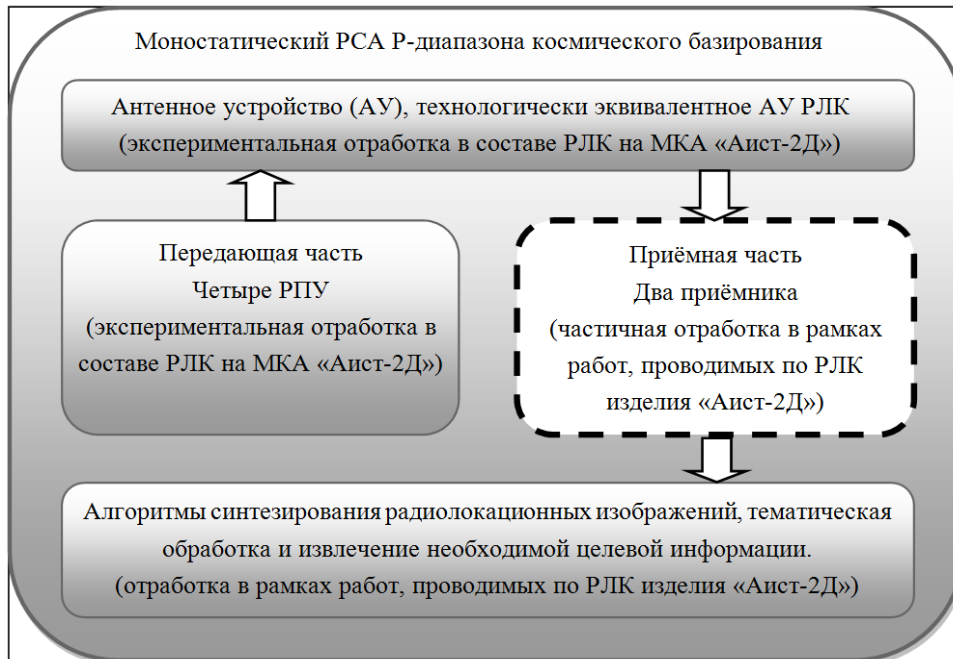 Моностатический РСА Р-диапазона космического базирования
Антенное устройство (АУ), технологически эквивалентное АУ РЛК
(экспериментальная отработка в составе РЛК на МКА «Аист-2Д»)
Передающая часть
Четыре РПУ
(экспериментальная отработка в
составе РЛК на МКА «Аист-2Д»)
Приёмная часть
Два приёмника
(частичная отработка в рамках
работ, проводимых по РЛК
изделия «Аист-2Д»)
Алгоритмы синтезирования радиолокационных изображений, тематическая
обработка и извлечение необходимой целевой информации.
(отработка в рамках работ, проводимых по РЛК изделия «Аист-2Д»)